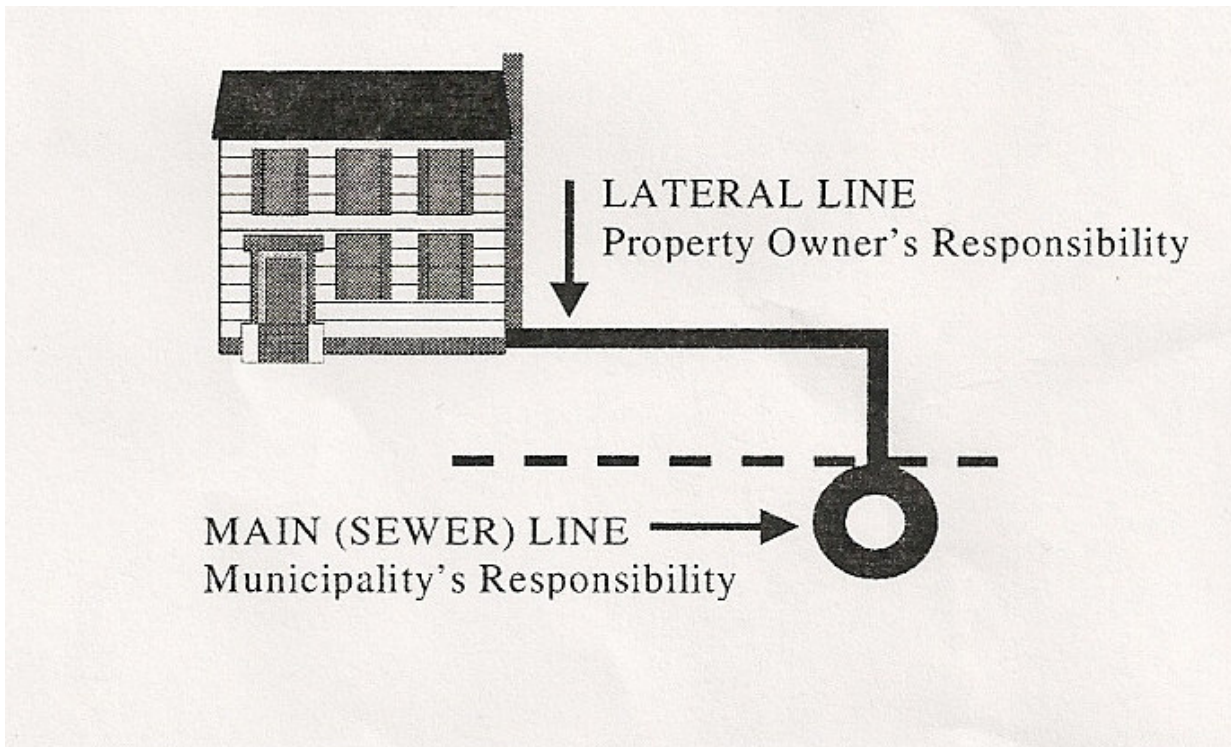 LATERAL LINE
Property Owner's Responsibility
MAIN (SEWER) LINE
Municipality's Responsibility